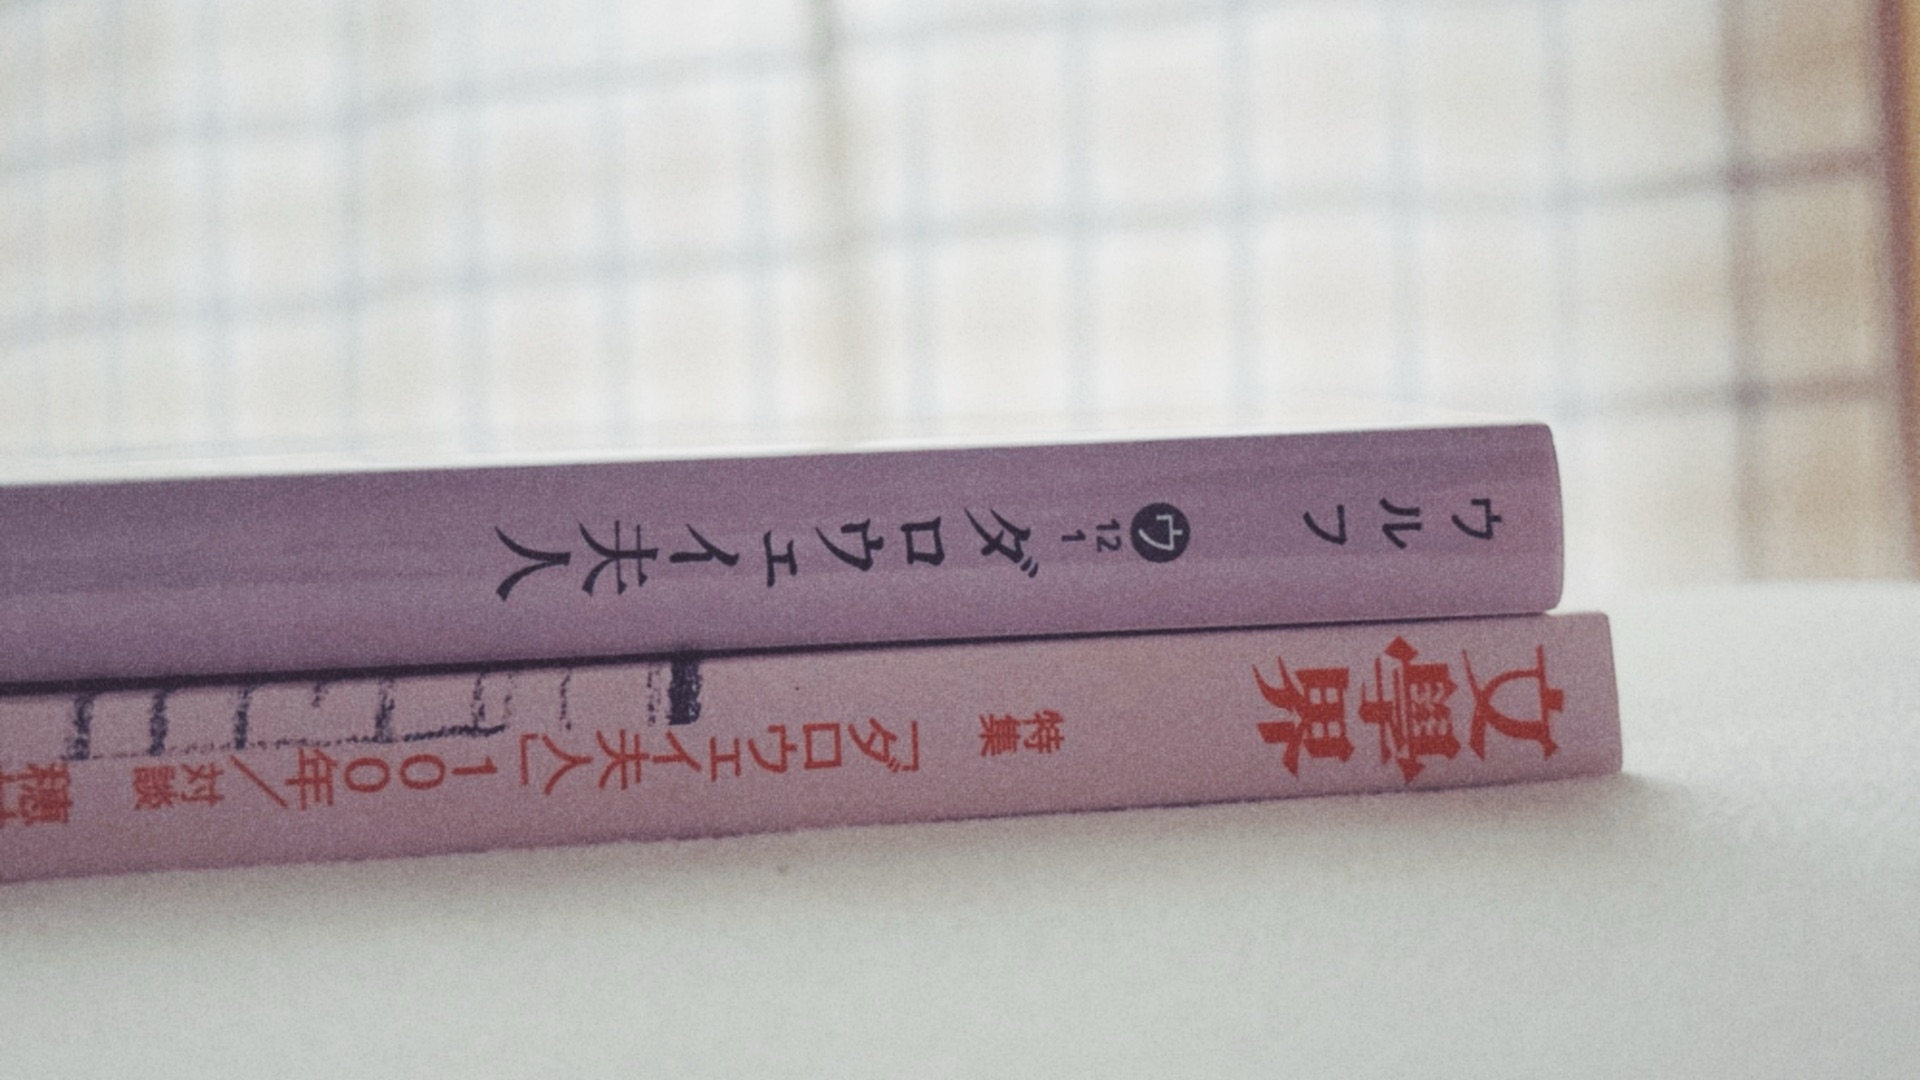 ウルフ
ウ
12
1
ダロウェイ夫人
文學界
特集
「ダロウェイ夫人」100年/対談